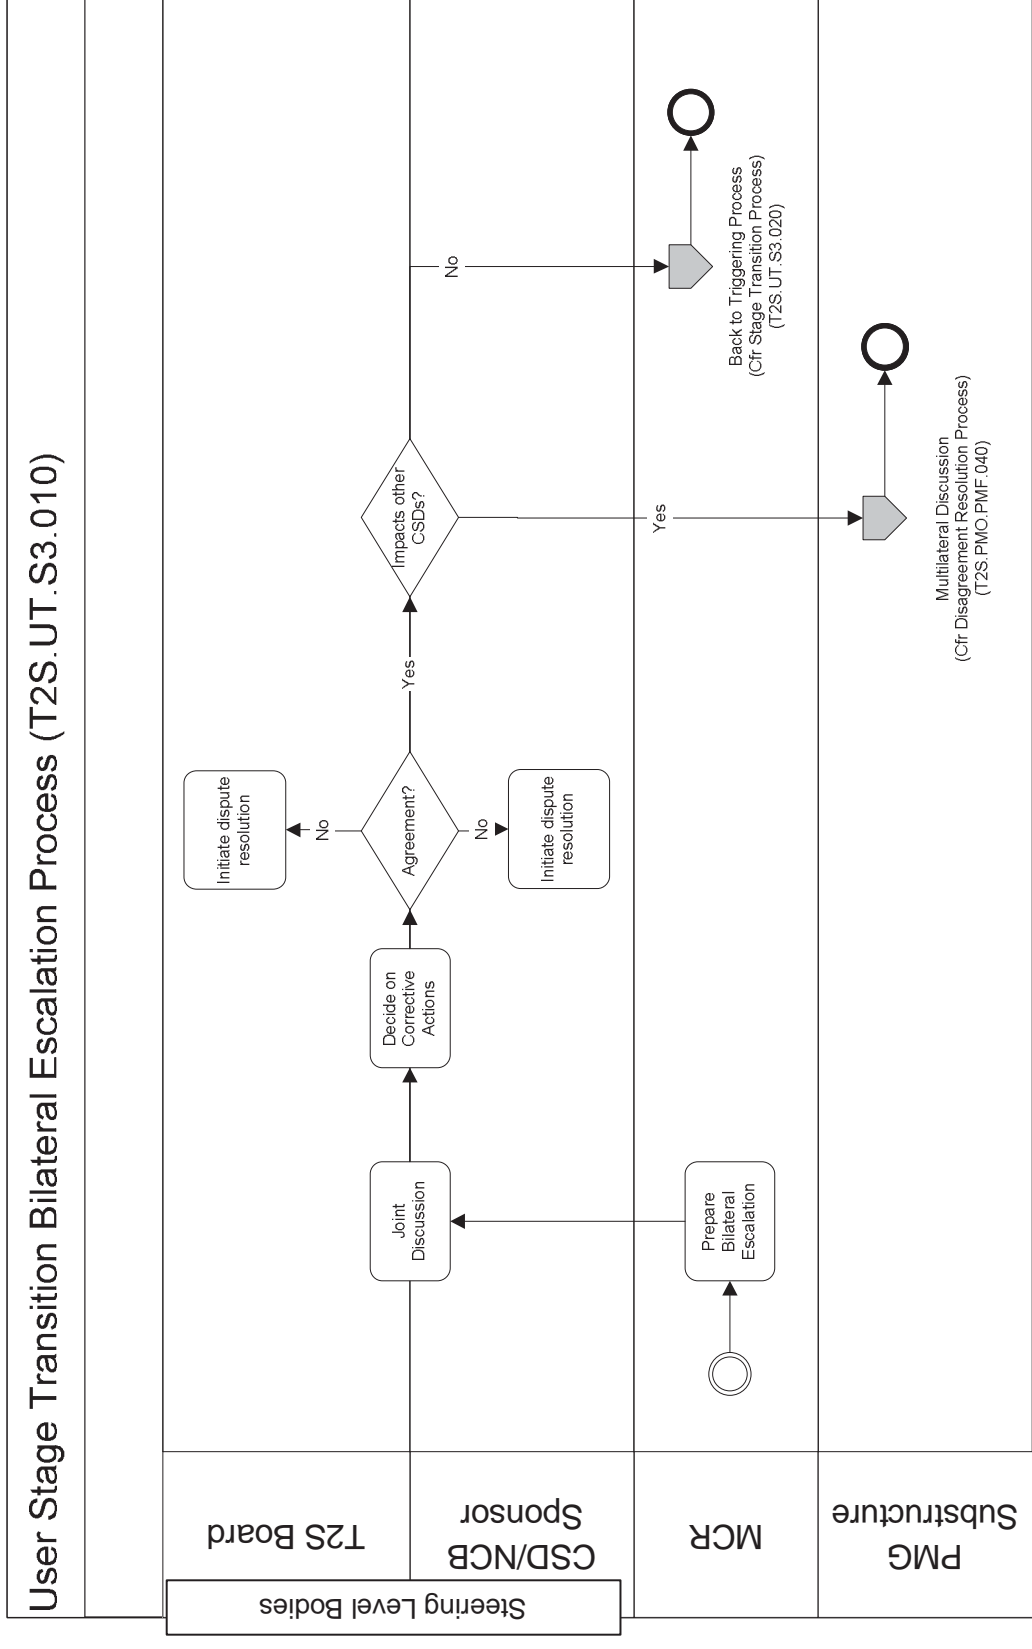 User Stage Transition Bilateral Escalation Process (T2S.UT.S3.010)
Steering Level Bodies
T2S Board
CSD/NCB
Sponsor
MCR
PMG
Substructure
Prepare
Bilateral
Escalation
Joint
Discussion
Decide on
Corrective
Actions
Agreement?
No
Initiate dispute
resolution
No
Initiate dispute
resolution
Yes
Impacts other
CSDs?
Yes
Multilateral Discussion
(Cfr Disagreement Resolution Process)
(T2S.PMO.PMF.040)
No
Back to Triggering Process
(Cfr Stage Transition Process)
(T2S.UT.S3.020)